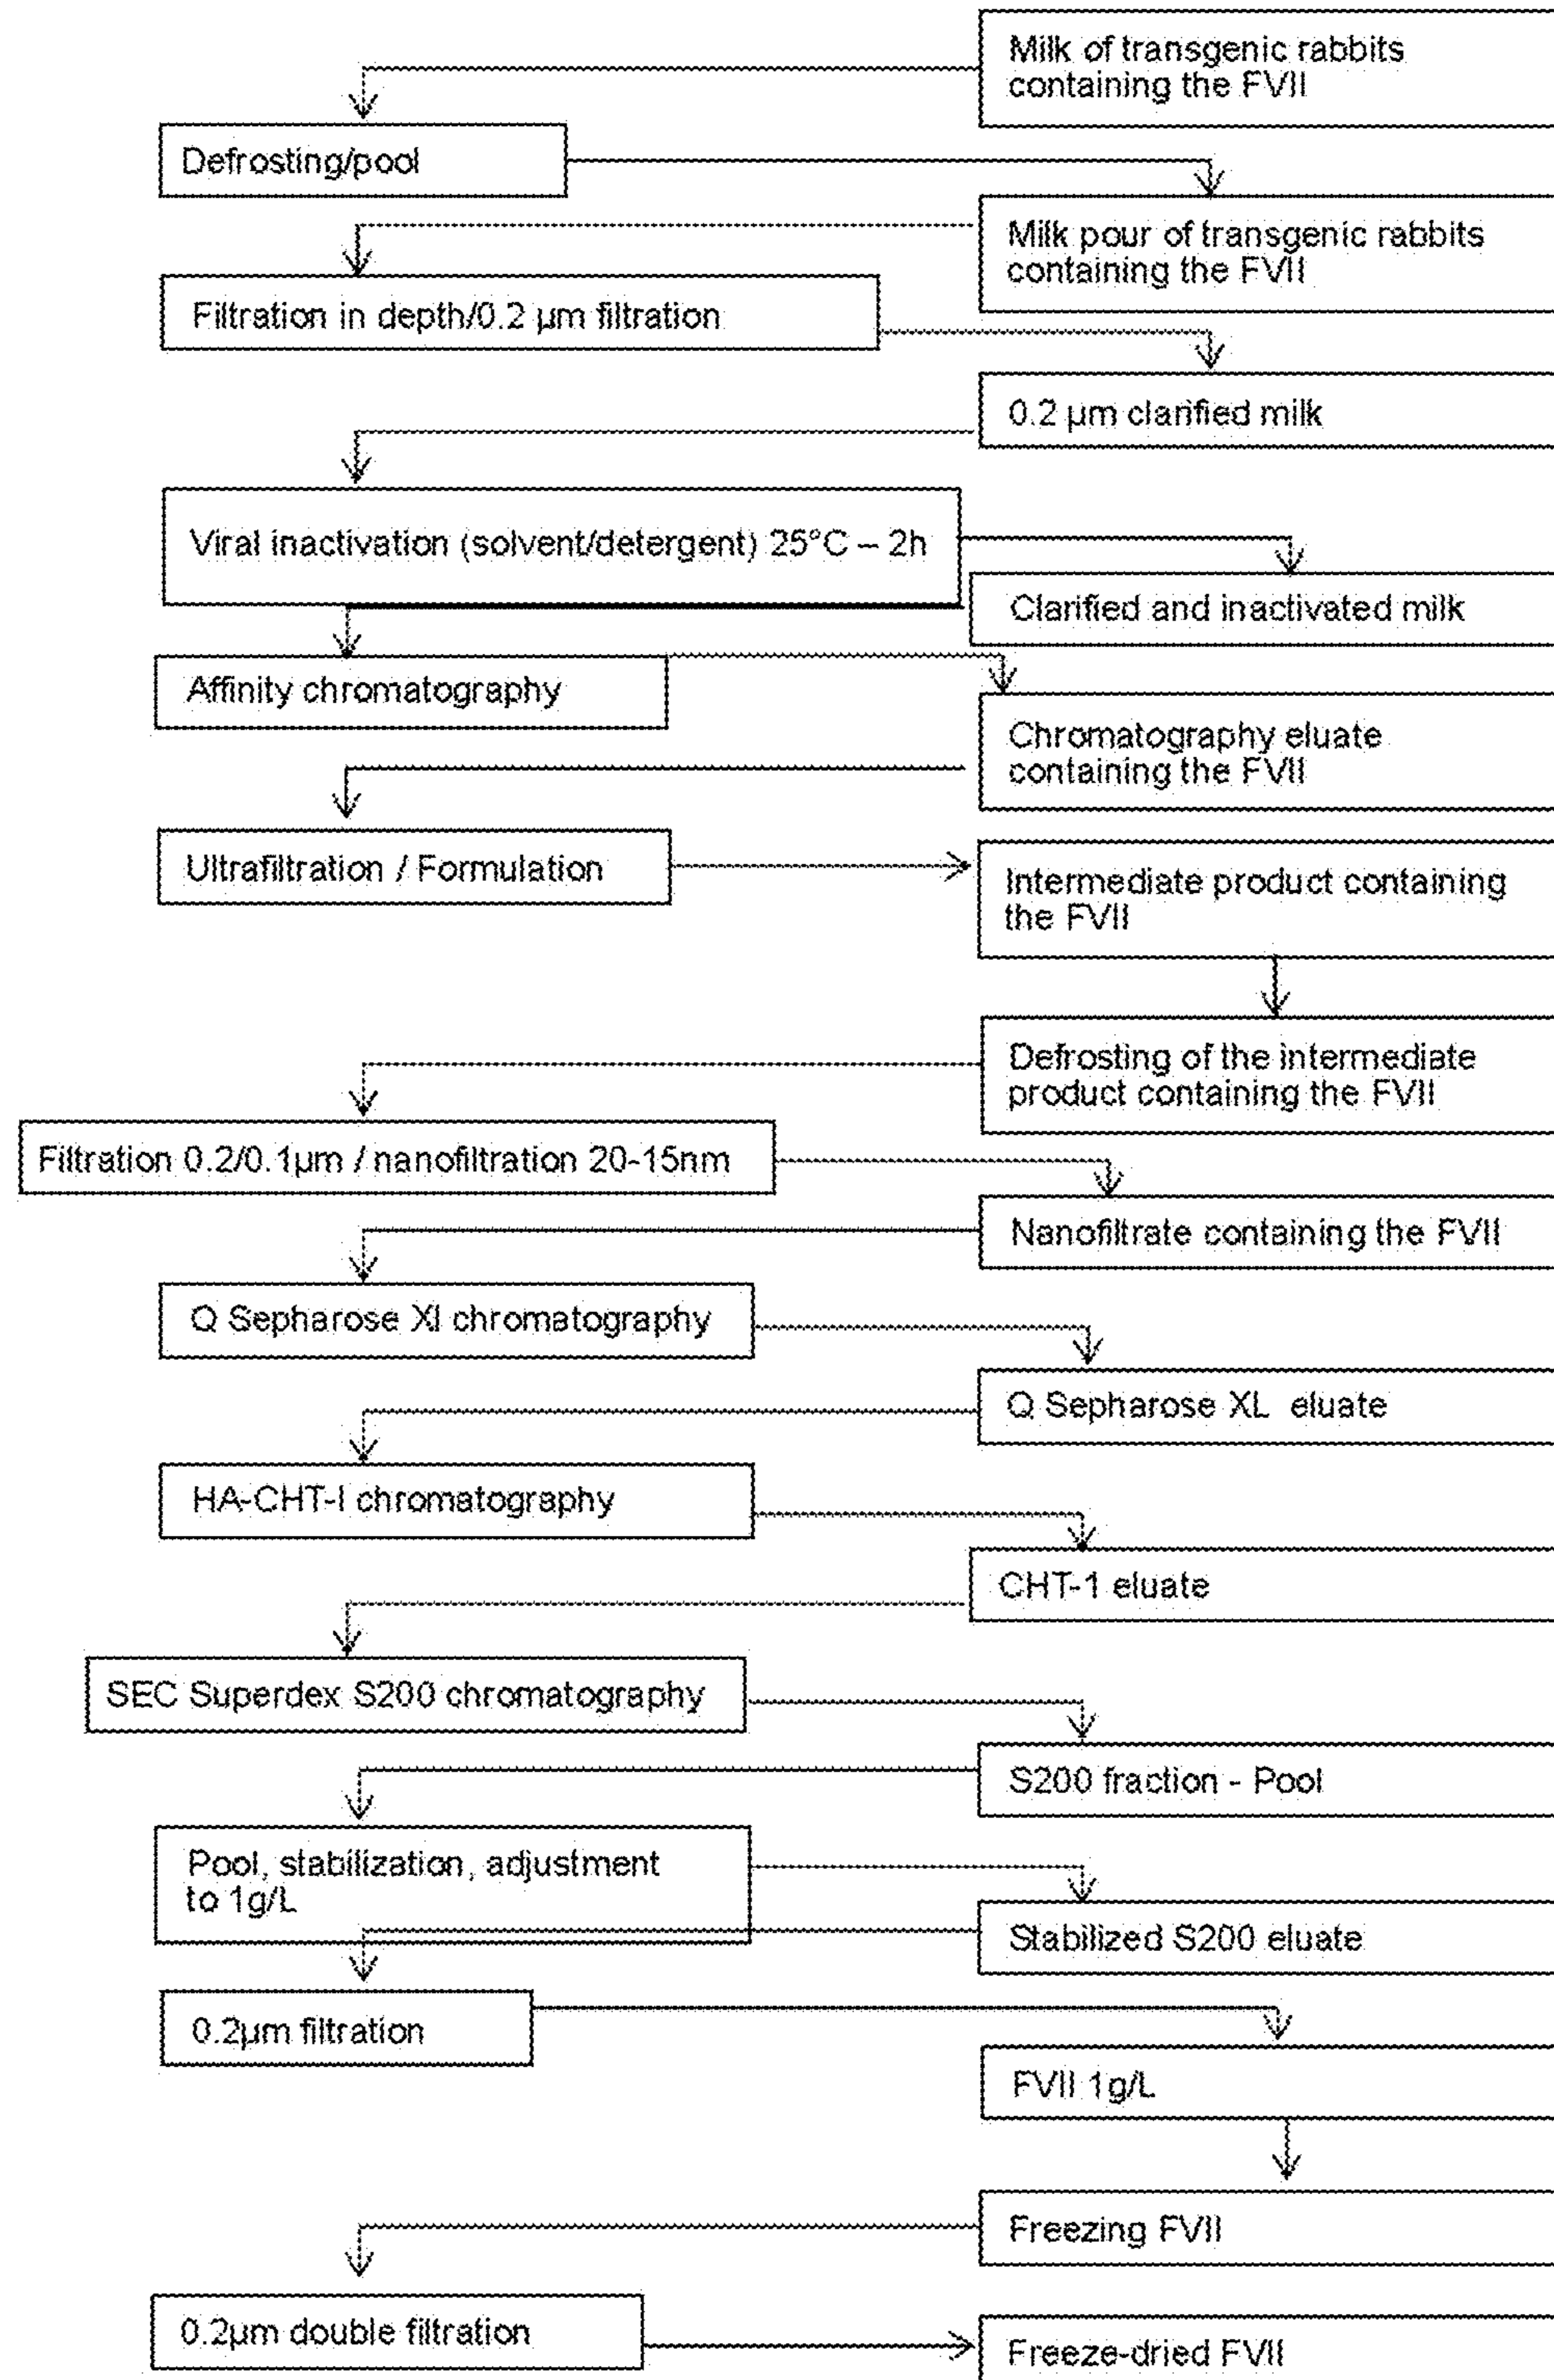 Milk of transgenic rabbits
containing the FVII
Defrosting/pool
Milk pour of transgenic rabbits
containing the FVII
Filtration in depth/0.2 µm filtration
0.2 µm clarified milk
Viral inactivation (solvent/detergent) 25°C – 2h
Clarified and inactivated milk
Affinity chromatography
Chromatography eluate
containing the FVII
Ultrafiltration / Formulation
Intermediate product containing
the FVII
Defrosting of the intermediate
product containing the FVII
Filtration 0.2/0.1µm / nanofiltration 20-15nm
Nanofiltrate containing the FVII
Q Sepharose Xl chromatography
Q Sepharose XL eluate
HA-CHT-I chromatography
CHT-1 eluate
SEC Superdex S200 chromatography
S200 fraction - Pool
Pool, stabilization, adjustment
to 1g/L
Stabilized S200 eluate
0.2µm filtration
FVII 1g/L
Freezing FVII
0.2µm double filtration
Freeze-dried FVII